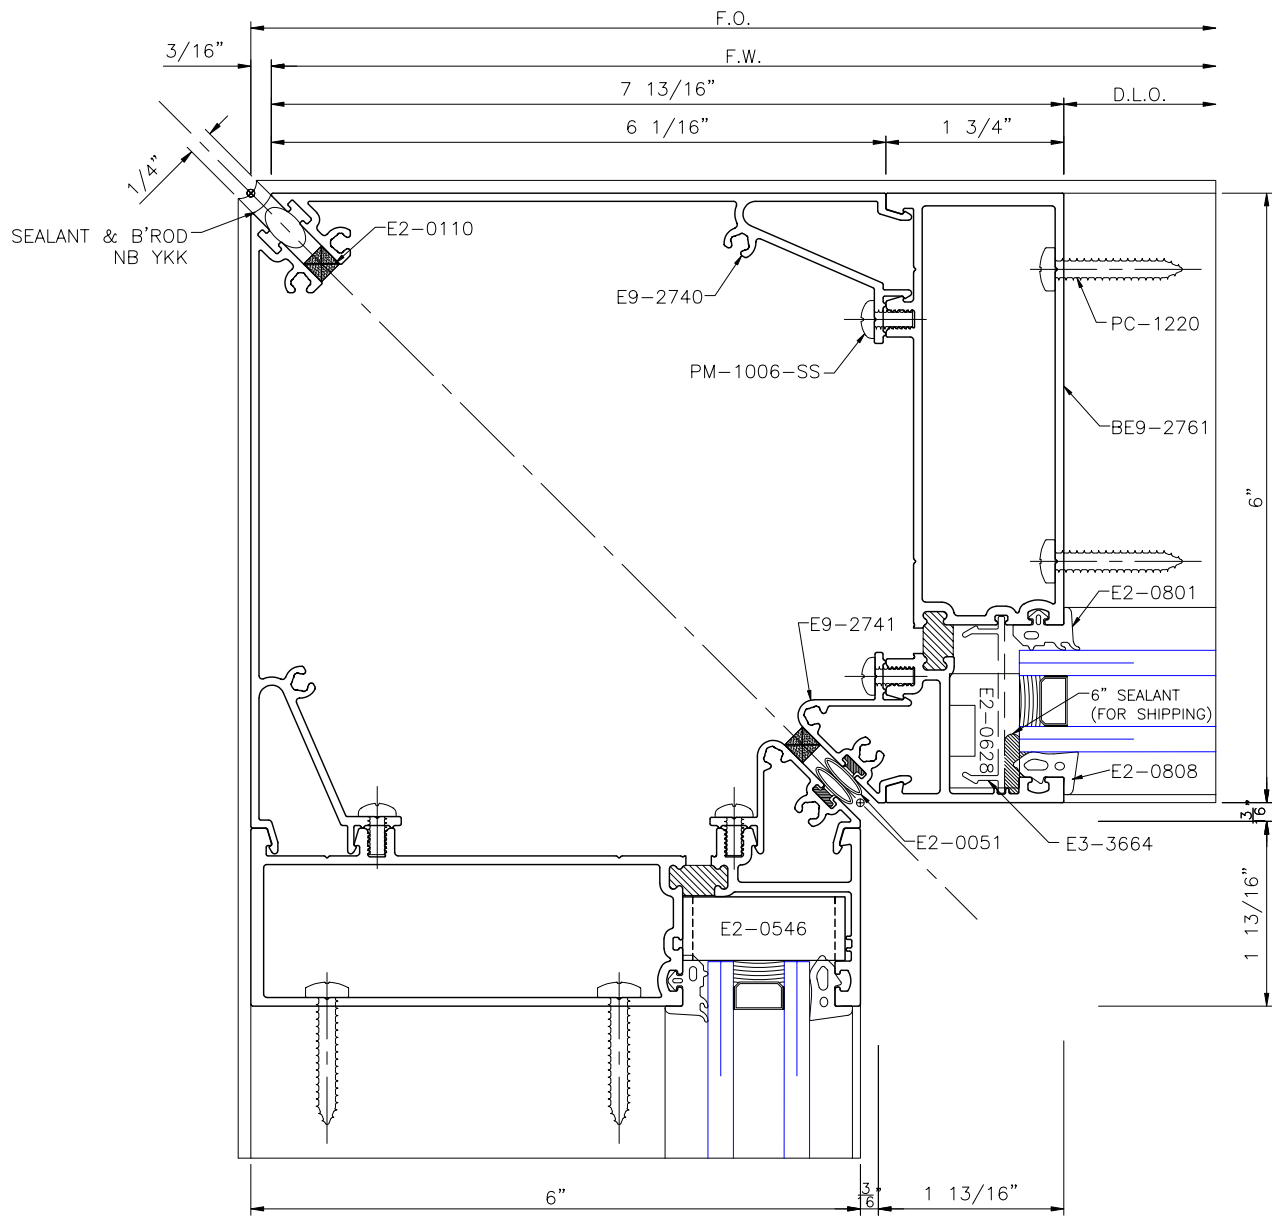 F.O.
3/16"
F.W.
7 13/16"
D.L.O.
6 1/16"
1 3/4"
1/4"
SEALANT & B'ROD
NB YKK
E2-0110
E9-2740
PC-1220
PM-1006-SS
BE9-2761
6"
E2-0801
E9-2741
6" SEALANT
(FOR SHIPPING)
E2-0628
E2-0808
3/6"
E2-0051
E3-3664
E2-0546
1 13/16"
6"
3/6"
1 13/16"